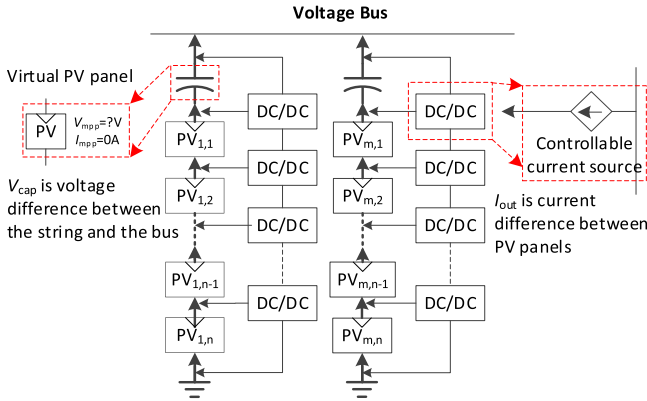 Voltage Bus
Virtual PV panel
PV
Vmpp=?V
Impp=0A
Vcap is voltage
difference between
the string and the bus
DC/DC
PV1,1
DC/DC
PV1,2
DC/DC
PV1,n-1
DC/DC
PV1,n
DC/DC
PVm,1
DC/DC
PVm,2
DC/DC
PVm,n-1
DC/DC
PVm,n
Controllable
current source
Iout is current
difference between
PV panels